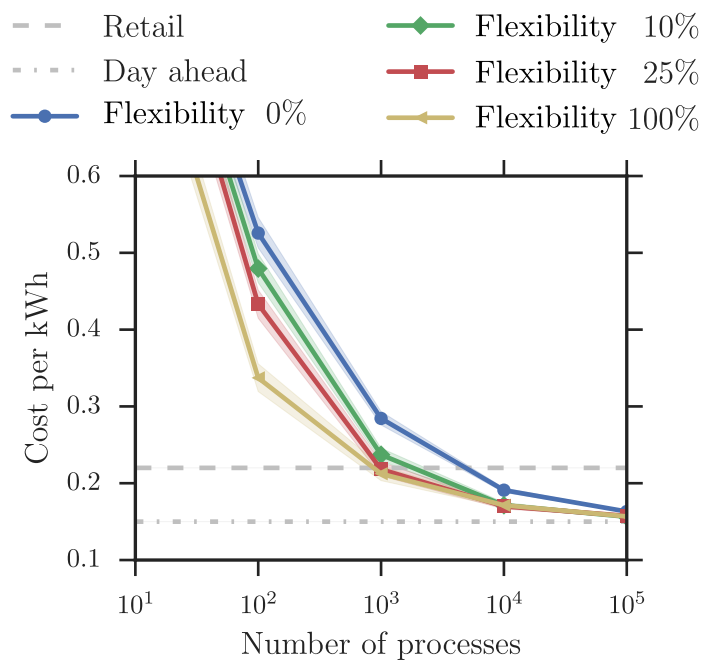 Retail
Day ahead
Flexibility 0%
Flexibility 10%
Flexibility 25%
Flexibility 100%
0.6
0.5
0.4
0.3
0.2
0.1
Cost per kWh
10¹ 10² 10³ 10⁴ 10⁵
Number of processes